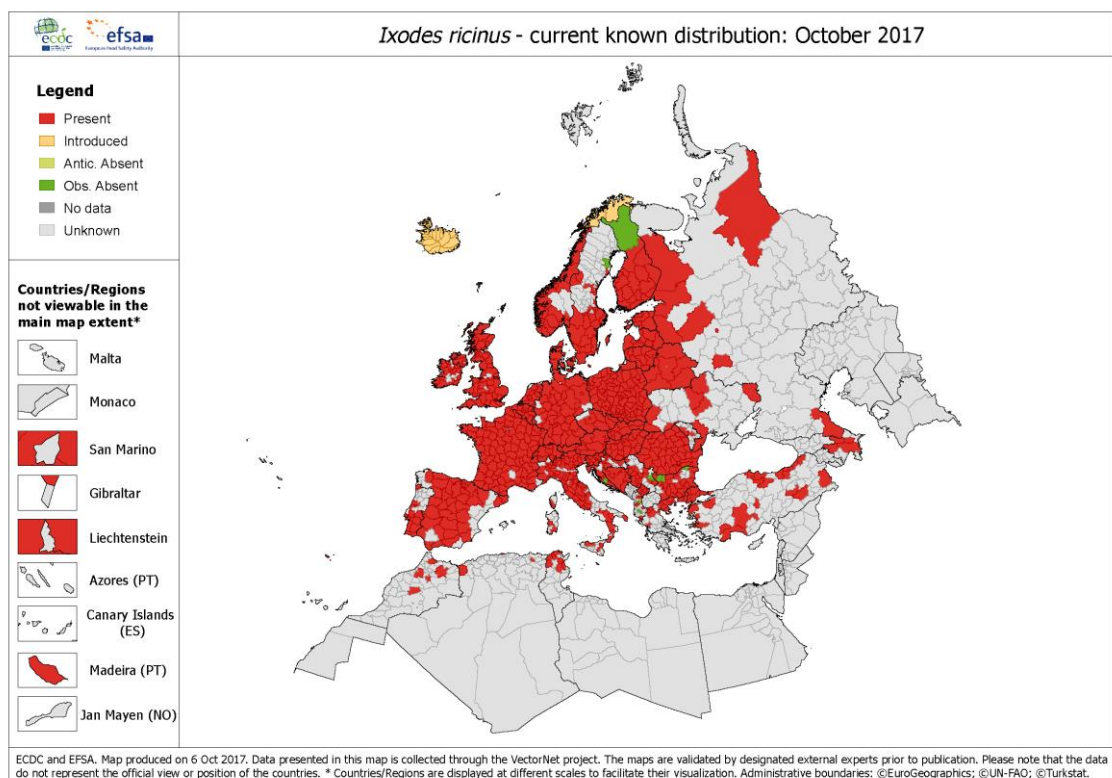 ecdc
efsa
European Food Safety Authority
Ixodes ricinus - current known distribution: October 2017
Legend
Present
Introduced
Antic. Absent
Obs. Absent
No data
Unknown
Countries/Regions
not viewable in the
main map extent*
Malta
Monaco
San Marino
Gibraltar
Liechtenstein
Azores (PT)
Canary Islands
(ES)
Madeira (PT)
Jan Mayen (NO)
ECDC and EFSA. Map produced on 6 Oct 2017. Data presented in this map is collected through the VectorNet project. The maps are validated by designated external experts prior to publication. Please note that the data
do not represent the official view or position of the countries. * Countries/Regions are displayed at different scales to facilitate their visualization. Administrative boundaries: ©EuroGeographics; ©UN-FAO; ©Turkstat.